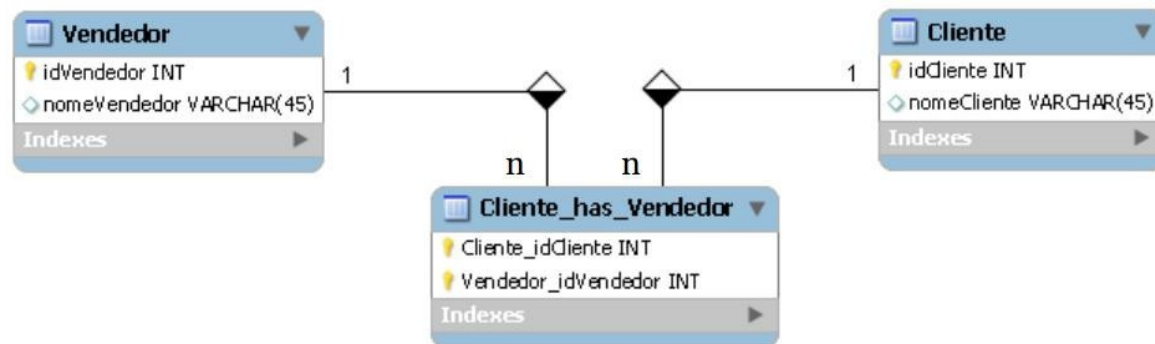 Vendedor
idVendedor INT
nomeVendedor VARCHAR(45)
Indexes
1
n
n
1
Cliente
idCliente INT
nomeCliente VARCHAR(45)
Indexes
Cliente_has_Vendedor
Cliente_idCliente INT
Vendedor_idVendedor INT
Indexes